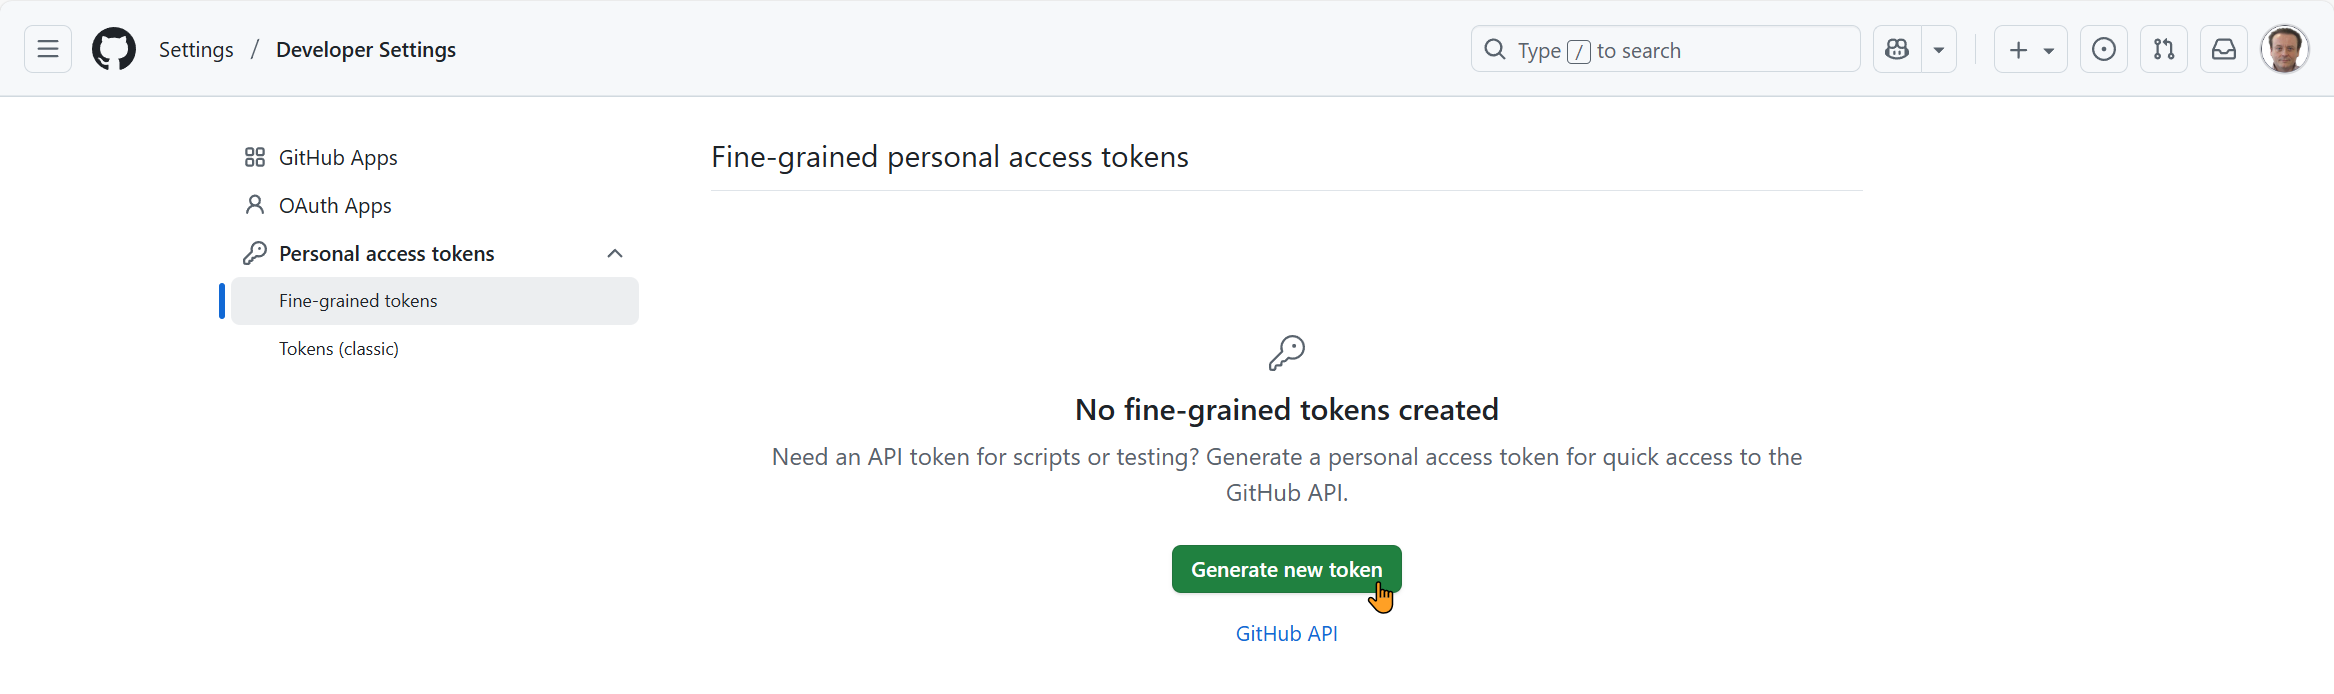 Settings / Developer Settings
Type / to search
GitHub Apps
OAuth Apps
Personal access tokens
Fine-grained tokens
Tokens (classic)
Fine-grained personal access tokens
No fine-grained tokens created
Need an API token for scripts or testing? Generate a personal access token for quick access to the
GitHub API.
Generate new token
GitHub API